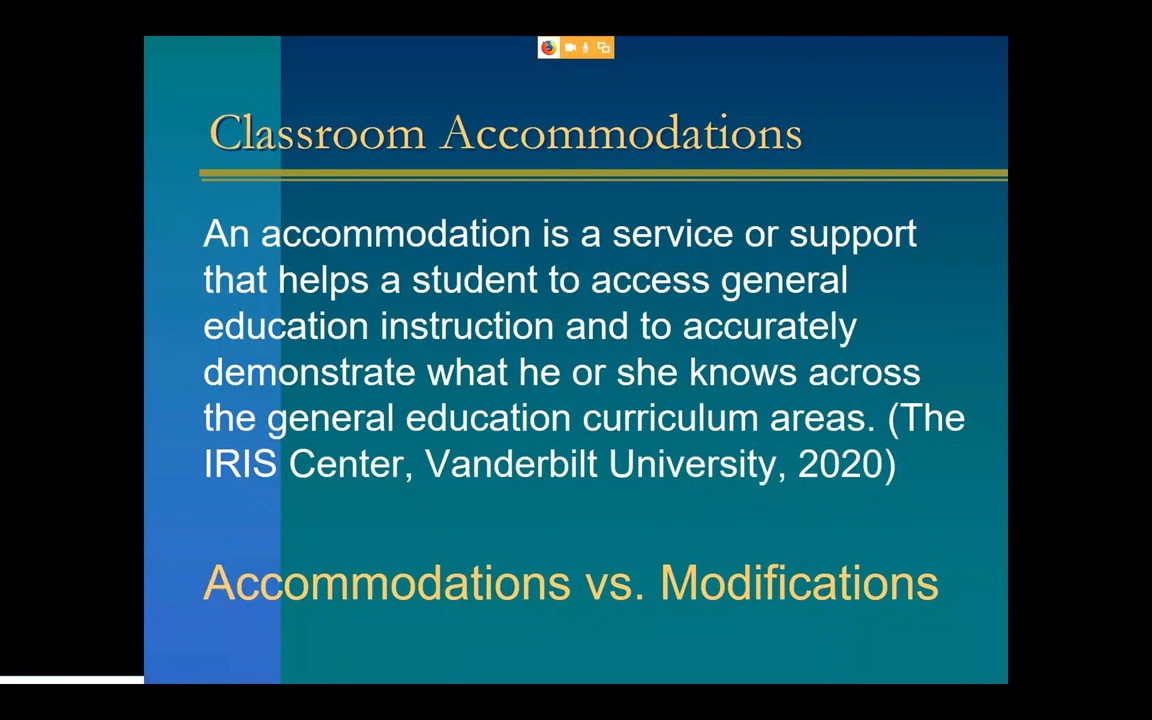 Classroom Accommodations
An accommodation is a service or support
that helps a student to access general
education instruction and to accurately
demonstrate what he or she knows across
the general education curriculum areas. (The
IRIS Center, Vanderbilt University, 2020)
Accommodations vs. Modifications